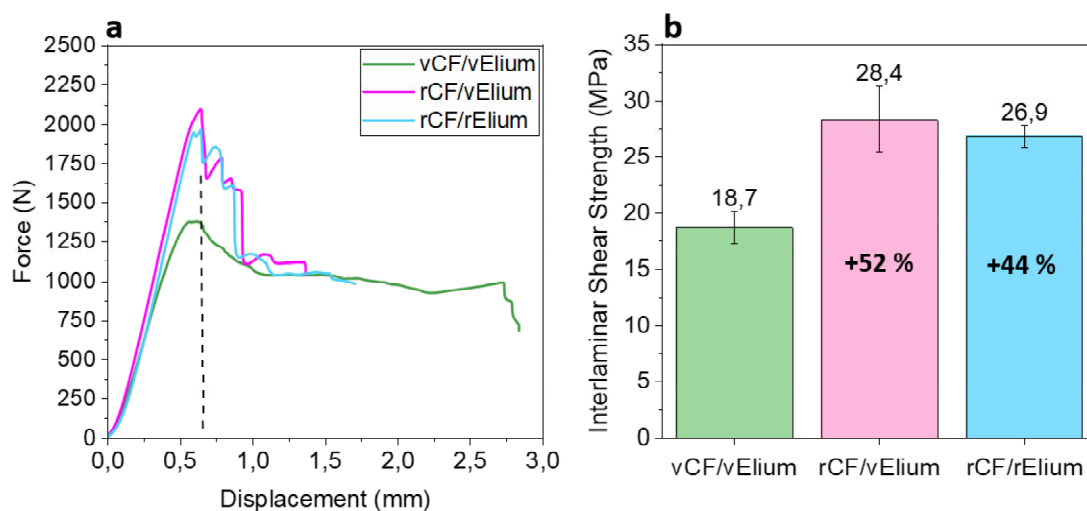 a
2500
2250
2000
1750
1500
1250
1000
750
500
250
0
Force (N)
vCF/vElium
rCF/vElium
rCF/rElium
0,0 0,5 1,0 1,5 2,0 2,5 3,0
Displacement (mm)
b
35
30
25
20
15
10
5
0
Interlaminar Shear Strength (MPa)
18,7
28,4
26,9
+52 %
+44 %
vCF/vElium rCF/vElium rCF/rElium